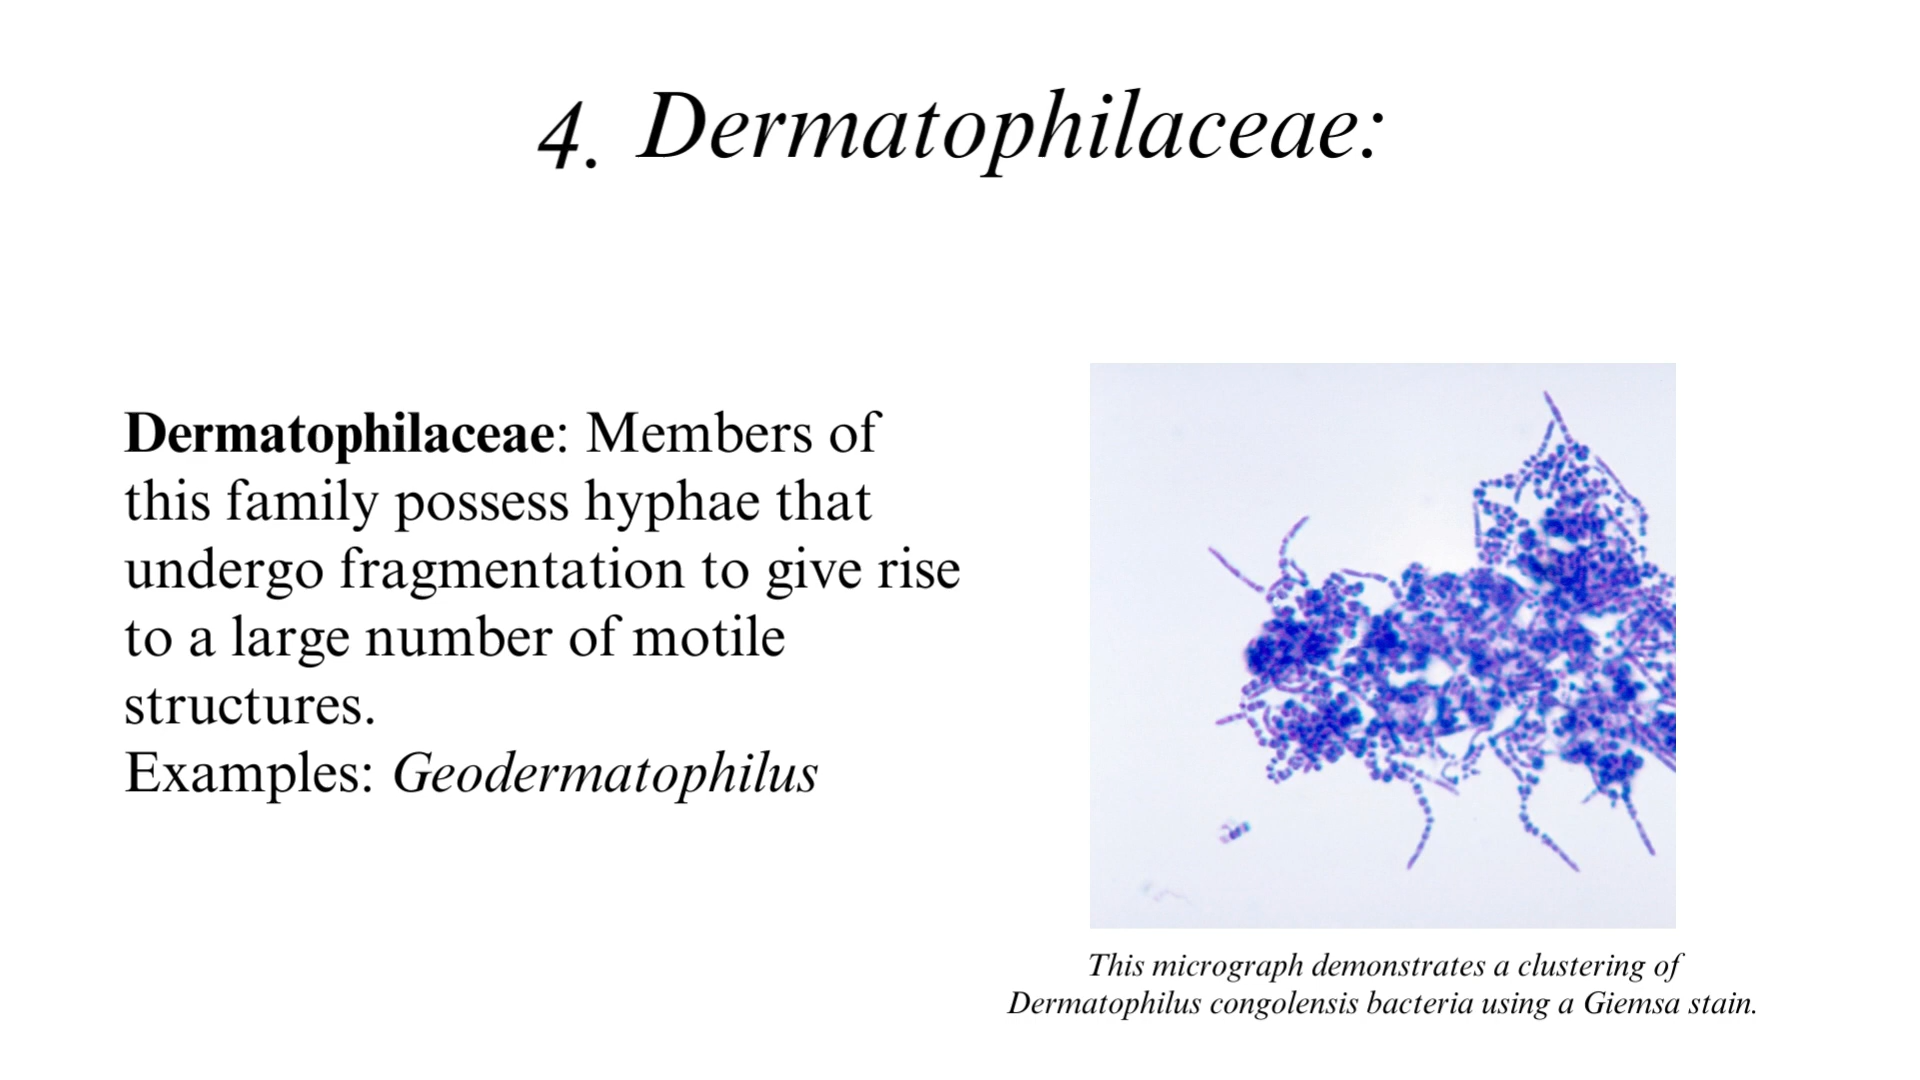 4. Dermatophilaceae:
Dermatophilaceae: Members of
this family possess hyphae that
undergo fragmentation to give rise
to a large number of motile
structures.
Examples: Geodermatophilus
This micrograph demonstrates a clustering of
Dermatophilus congolensis bacteria using a Giemsa stain.